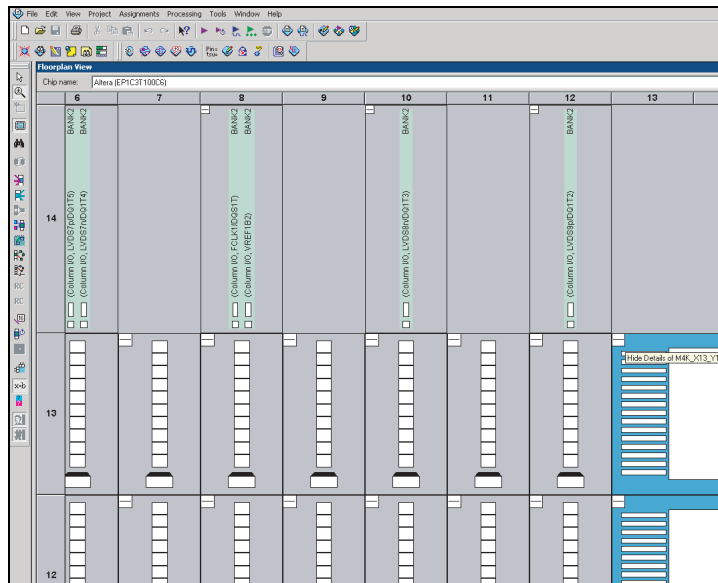 File Edit View Project Assignments Processing Tools Window Help
Floorplan View
Chip name: Altera (EP1C3T100C6)
6 7 8 9 10 11 12 13
14
(Column I/O, LVDS7p/DQ1T5) BANK2
(Column I/O, LVDS7n/DQ1T4) BANK2
(Column I/O, FCLK1/DQS1T) BANK2
(Column I/O, VREF1B2) BANK2
(Column I/O, LVDS8n/DQ1T3) BANK2
(Column I/O, LVDS9p/DQ1T2) BANK2
Hide Details of M4K_X13_Y1
13
12